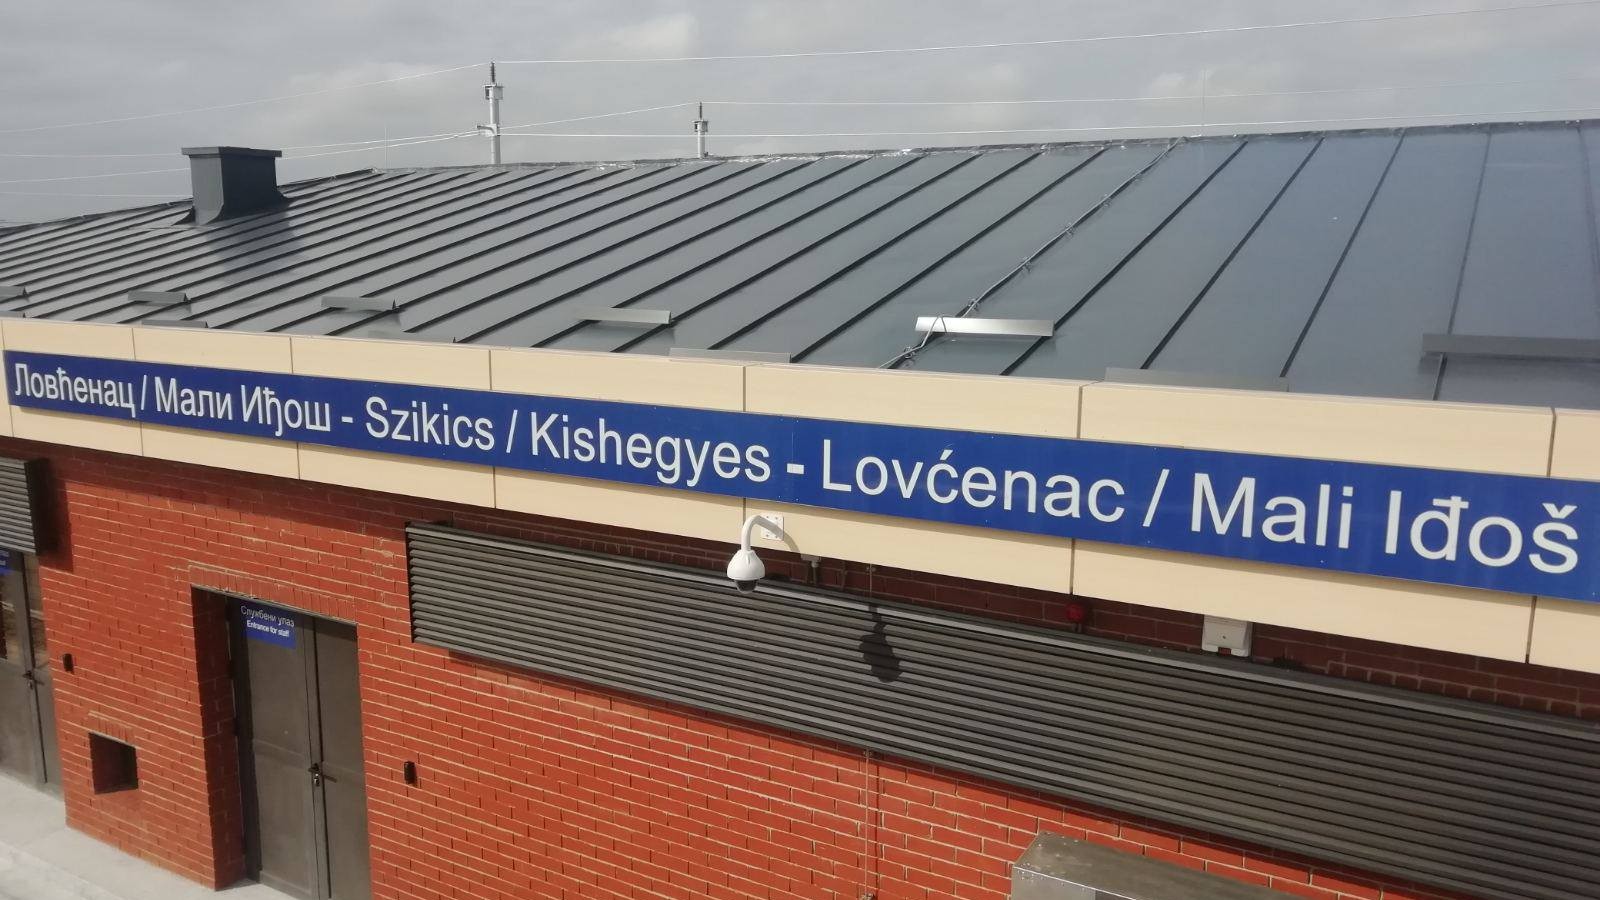 Ловћенац / Мали Иђош - Szikics / Kishegyes - Lovćenac / Mali Iđoš
Службени улаз
Entrance for staff